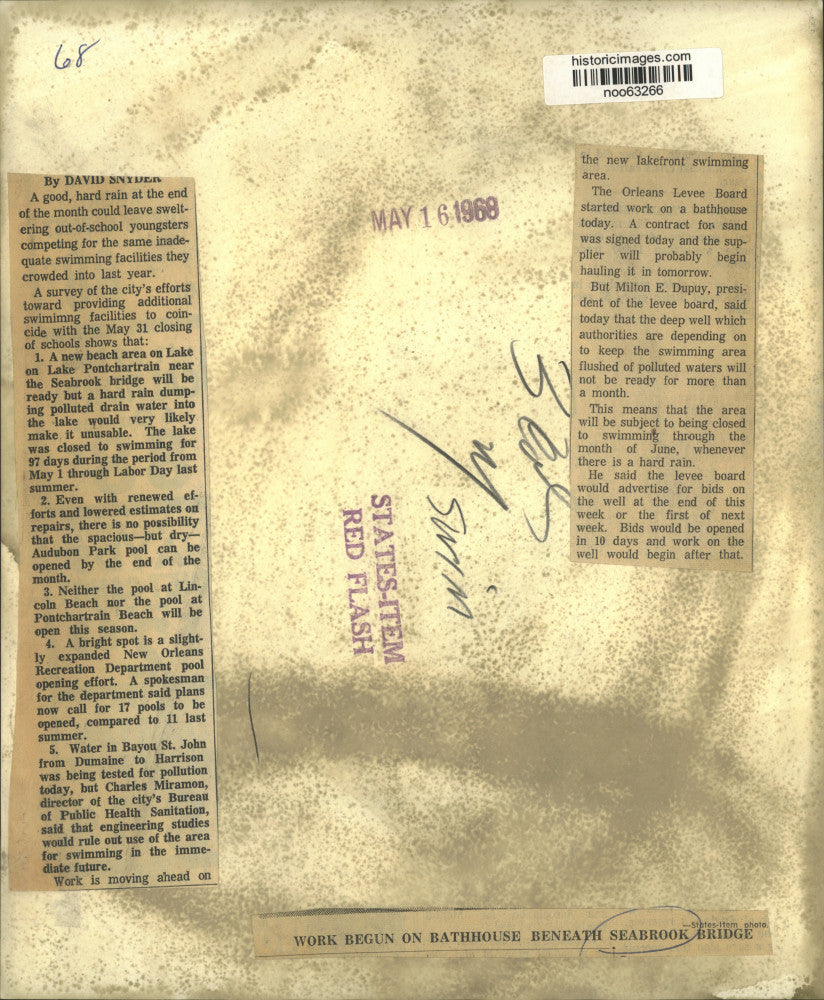 68
historicimages.com
noo63266
By DAVID SNYDER
A good, hard rain at the end
of the month could leave swelt-
ering out-of-school youngsters
competing for the same inade-
quate swimming facilities they
crowded into last year.
A survey of the city's efforts
toward providing additional
swimimng facilities to coin-
cide with the May 31 closing
of schools shows that:
1. A new beach area on Lake
on Lake Pontchartrain near
the Seabrook bridge will be
ready but a hard rain dump-
ing polluted drain water into
the lake would very likely
make it unusable. The lake
was closed to swimming for
97 days during the period from
May 1 through Labor Day last
summer.
2. Even with renewed ef-
forts and lowered estimates on
repairs, there is no possibility
that the spacious—but dry—
Audubon Park pool can be
opened by the end of the
month.
3. Neither the pool at Lin-
coln Beach nor the pool at
Pontchartrain Beach will be
open this season.
4. A bright spot is a slight-
ly expanded New Orleans
Recreation Department pool
opening effort. A spokesman
for the department said plans
now call for 17 pools to be
opened, compared to 11 last
summer.
5. Water in Bayou St. John
from Dumaine to Harrison
was being tested for pollution
today, but Charles Miramon,
director of the city's Bureau
of Public Health Sanitation,
said that engineering studies
would rule out use of the area
for swimming in the imme-
diate future.
Work is moving ahead on
the new lakefront swimming
area.
The Orleans Levee Board
started work on a bathhouse
today. A contract for sand
was signed today and the sup-
plier will probably begin
hauling it in tomorrow.
But Milton E. Dupuy, presi-
dent of the levee board, said
today that the deep well which
authorities are depending on
to keep the swimming area
flushed of polluted waters will
not be ready for more than
a month.
This means that the area
will be subject to being closed
to swimming through the
month of June, whenever
there is a hard rain.
He said the levee board
would advertise for bids on
the well at the end of this
week or the first of next
week. Bids would be opened
in 10 days and work on the
well would begin after that.
MAY 16 1968
STATES-ITEM
RED FLASH
swim
—States-Item photo.
WORK BEGUN ON BATHHOUSE BENEATH SEABROOK BRIDGE